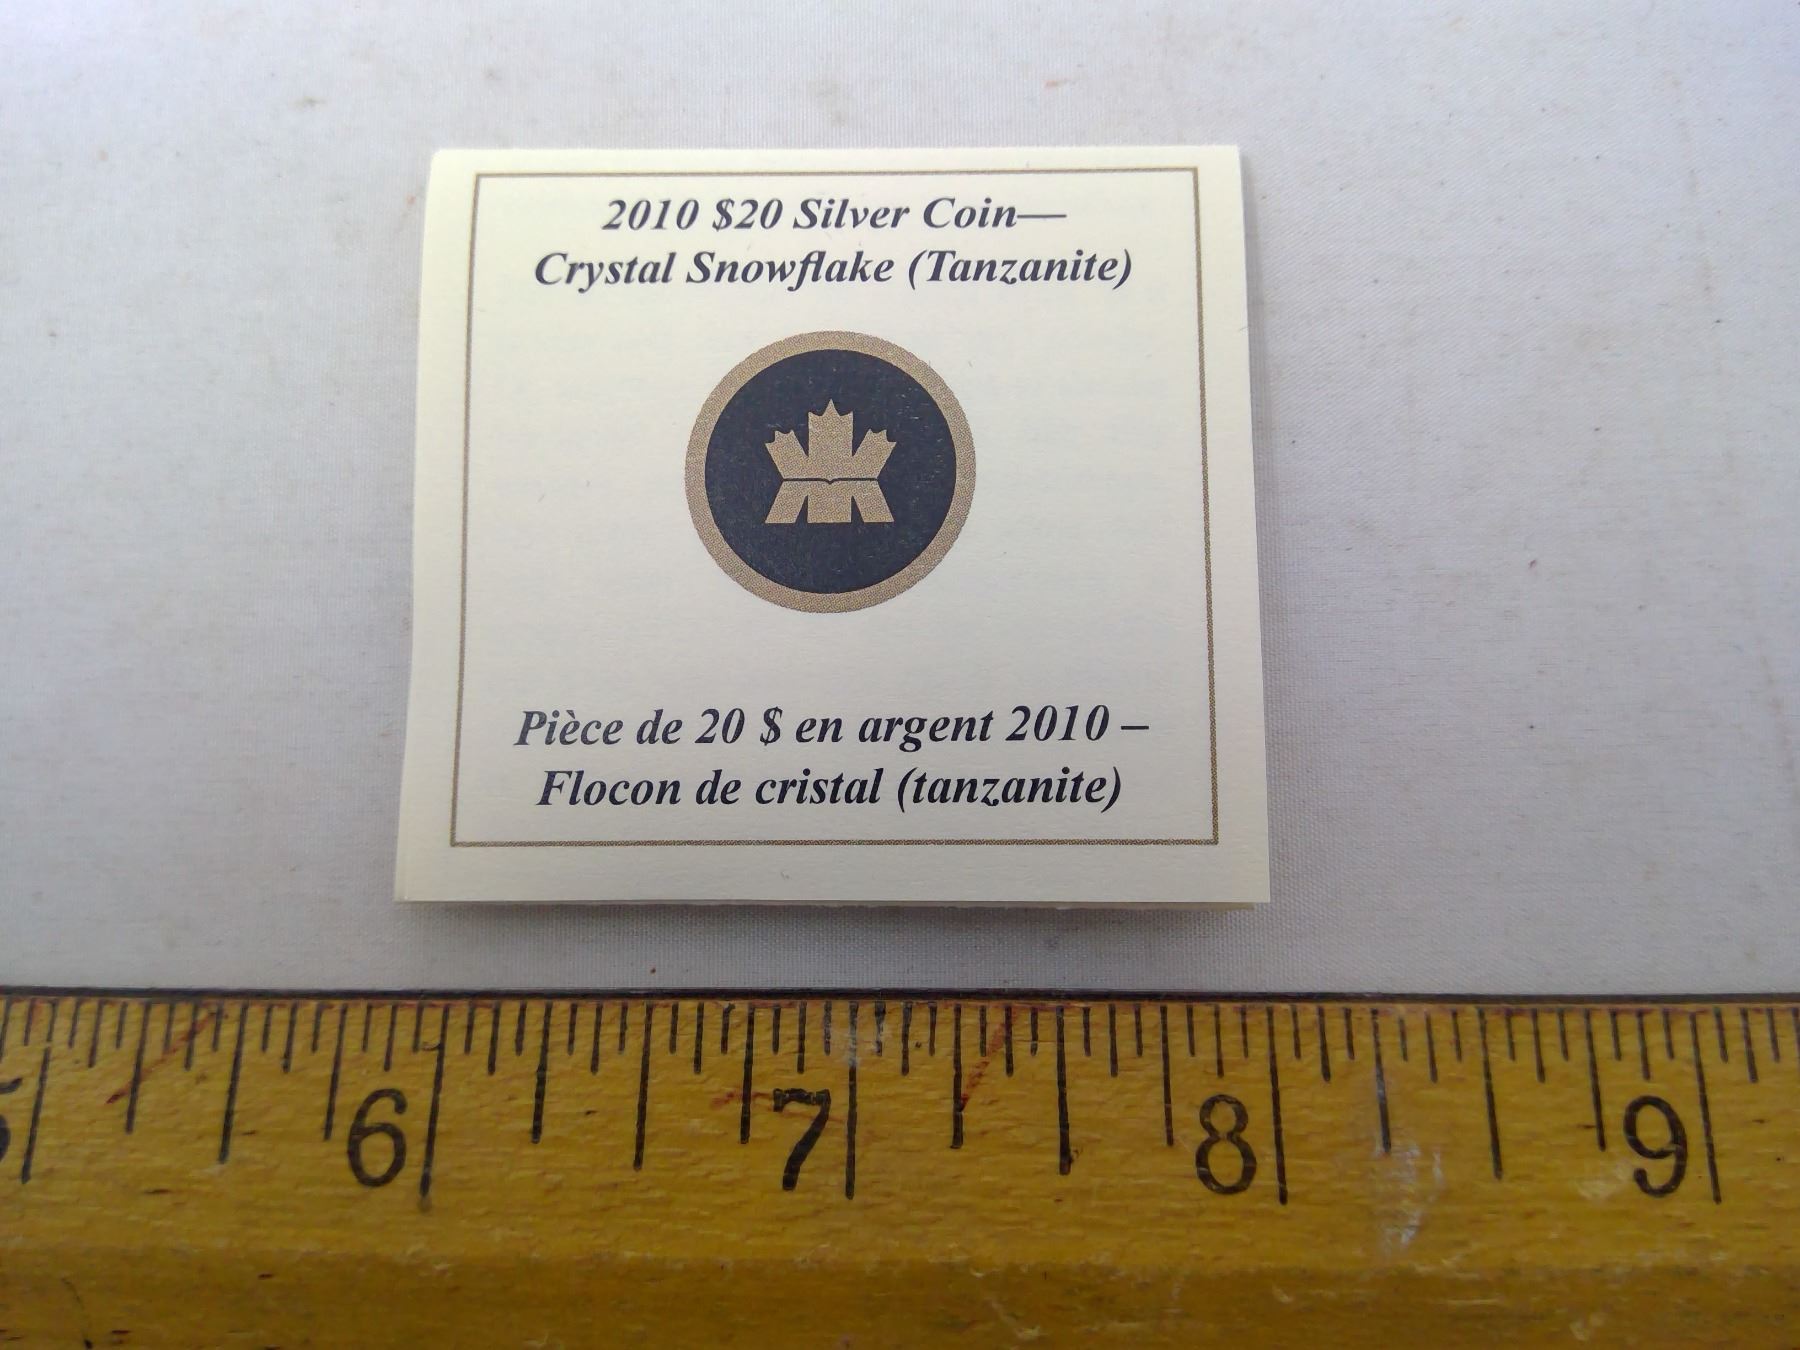 2010 $20 Silver Coin—
Crystal Snowflake (Tanzanite)
Pièce de 20 $ en argent 2010 –
Flocon de cristal (tanzanite)
5 6 7 8 9